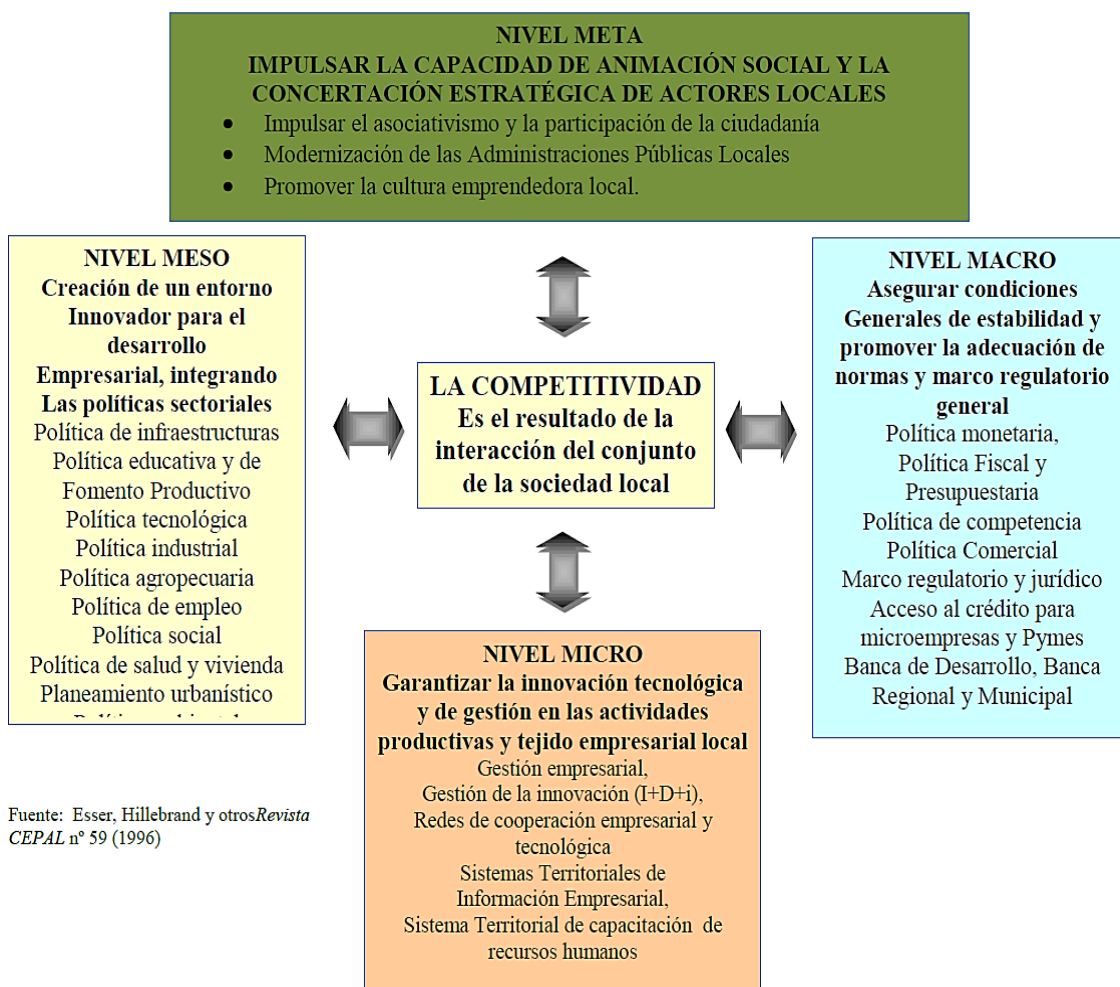 NIVEL META
IMPULSAR LA CAPACIDAD DE ANIMACIÓN SOCIAL Y LA
CONCERTACIÓN ESTRATÉGICA DE ACTORES LOCALES
• Impulsar el asociativismo y la participación de la ciudadanía
• Modernización de las Administraciones Públicas Locales
• Promover la cultura emprendedora local.
NIVEL MESO
Creación de un entorno
Innovador para el
desarrollo
Empresarial, integrando
Las políticas sectoriales
Política de infraestructuras
Política educativa y de
Fomento Productivo
Política tecnológica
Política industrial
Política agropecuaria
Política de empleo
Política social
Política de salud y vivienda
Planeamiento urbanístico
LA COMPETITIVIDAD
Es el resultado de la
interacción del conjunto
de la sociedad local
NIVEL MACRO
Asegurar condiciones
Generales de estabilidad y
promover la adecuación de
normas y marco regulatorio
general
Política monetaria,
Política Fiscal y
Presupuestaria
Política de competencia
Política Comercial
Marco regulatorio y jurídico
Acceso al crédito para
microempresas y Pymes
Banca de Desarrollo, Banca
Regional y Municipal
NIVEL MICRO
Garantizar la innovación tecnológica
y de gestión en las actividades
productivas y tejido empresarial local
Gestión empresarial,
Gestión de la innovación (I+D+i),
Redes de cooperación empresarial y
tecnológica
Sistemas Territoriales de
Información Empresarial,
Sistema Territorial de capacitación de
recursos humanos
Fuente: Esser, Hillebrand y otrosRevista
CEPAL nº 59 (1996)